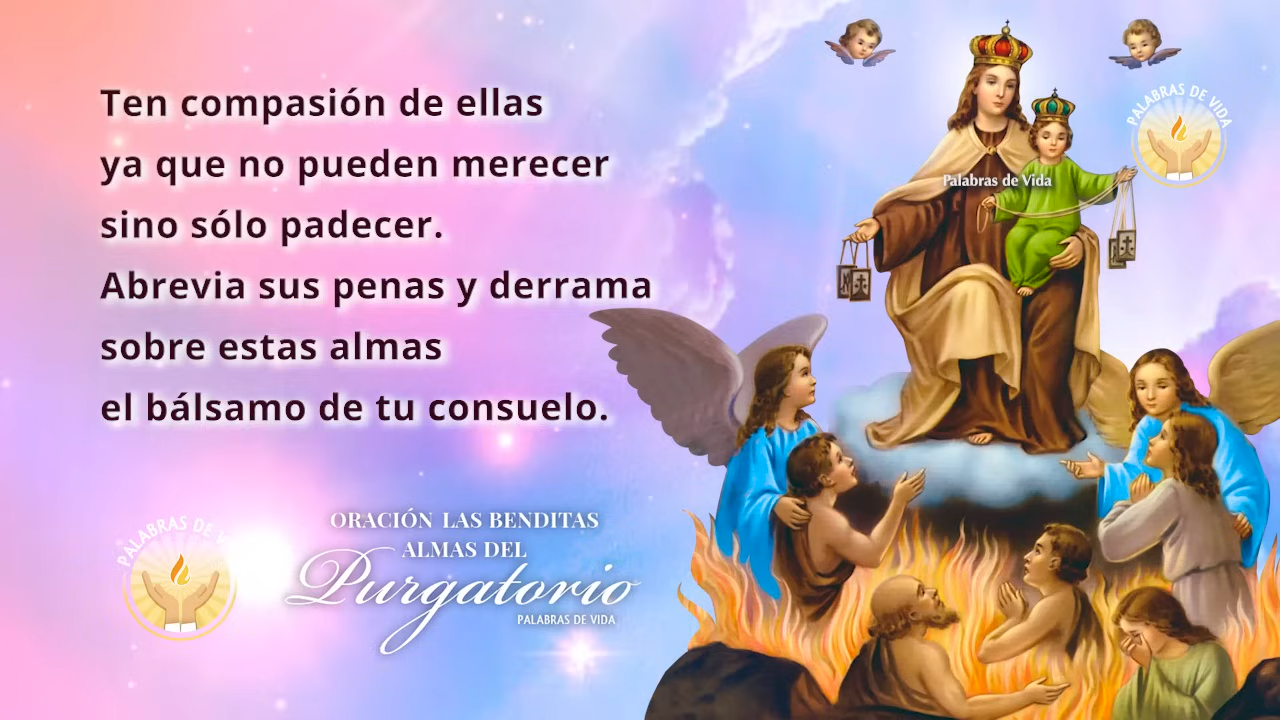 Ten compasión de ellas
ya que no pueden merecer
sino sólo padecer.
Abrevia sus penas y derrama
sobre estas almas
el bálsamo de tu consuelo.
PALABRAS DE VIDA
Palabras de Vida
PALABRAS DE V
ORACIÓN LAS BENDITAS
ALMAS DEL
Purgatorio
PALABRAS DE VIDA